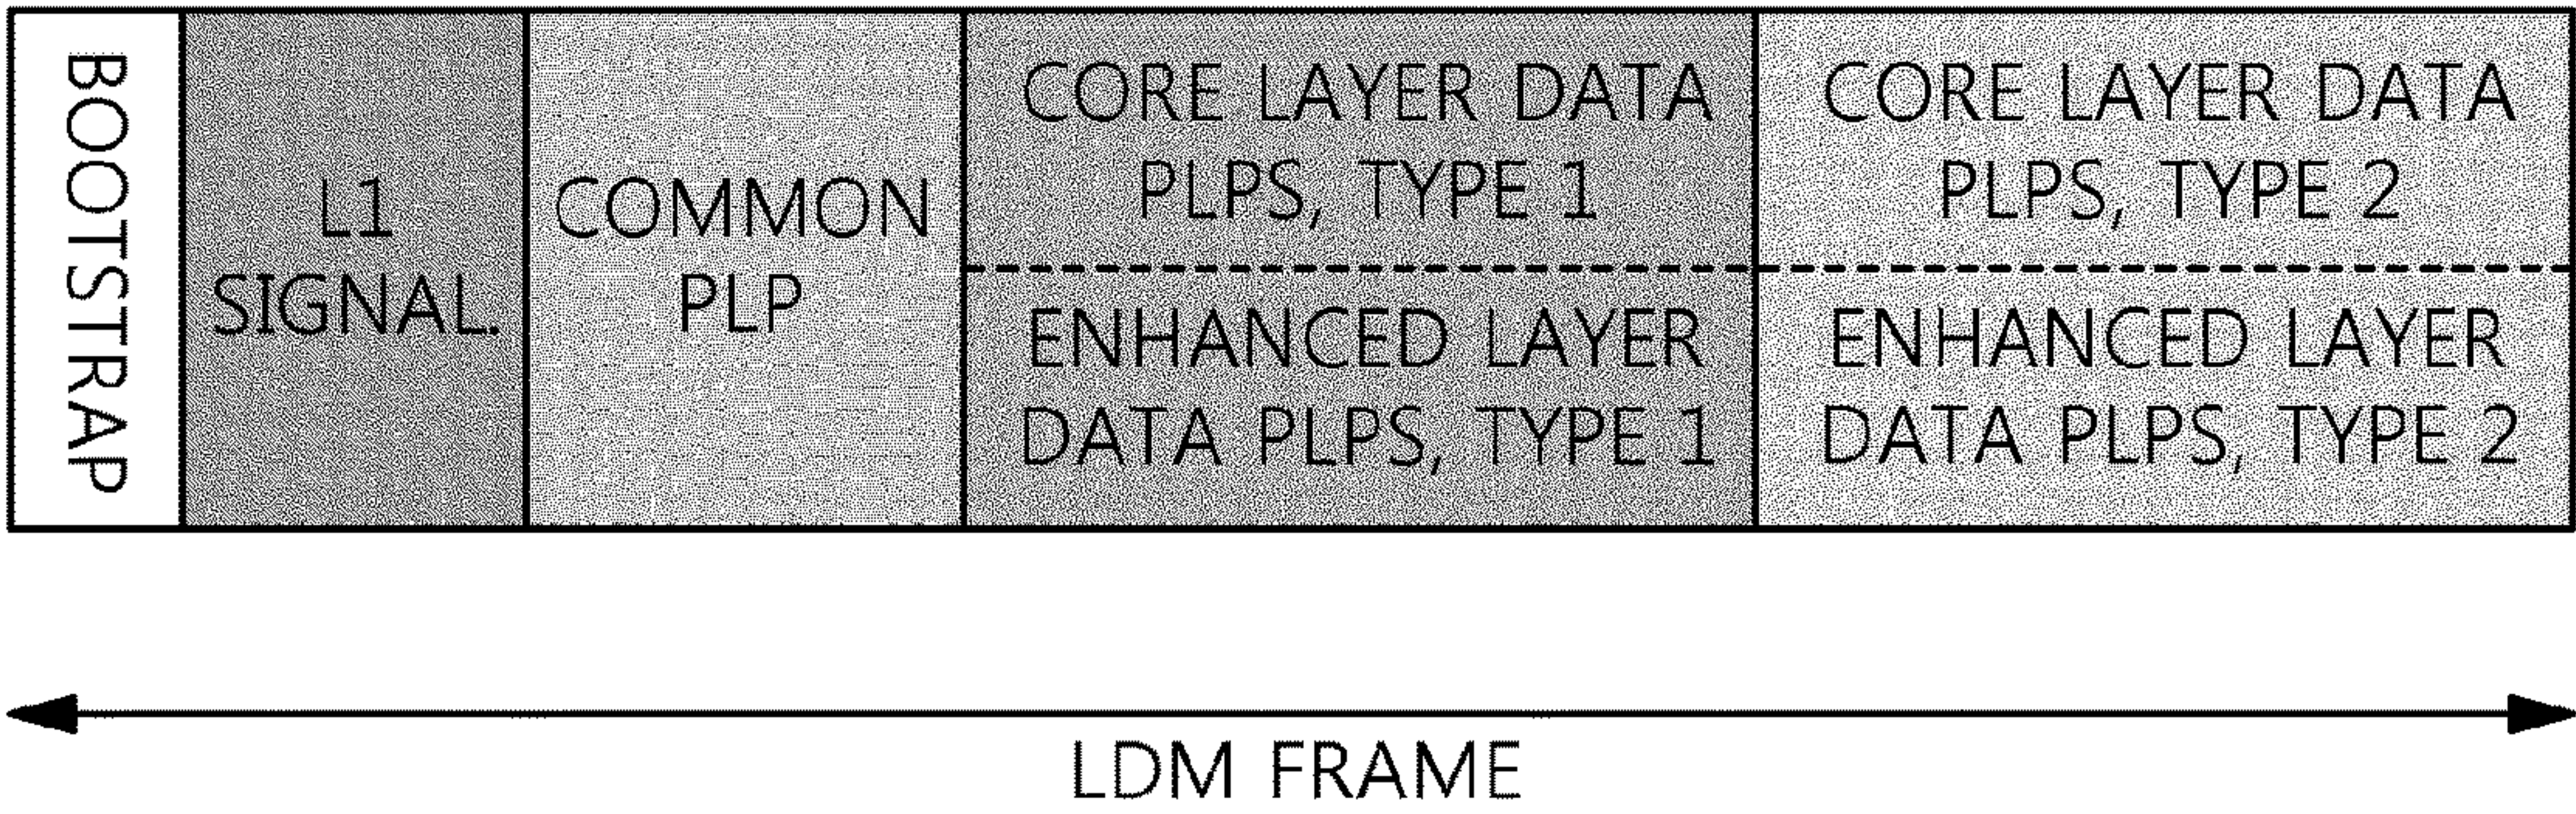 BOOTSTRAP
L1
SIGNAL.
COMMON
PLP
CORE LAYER DATA
PLPS, TYPE 1
ENHANCED LAYER
DATA PLPS, TYPE 1
CORE LAYER DATA
PLPS, TYPE 2
ENHANCED LAYER
DATA PLPS, TYPE 2
LDM FRAME